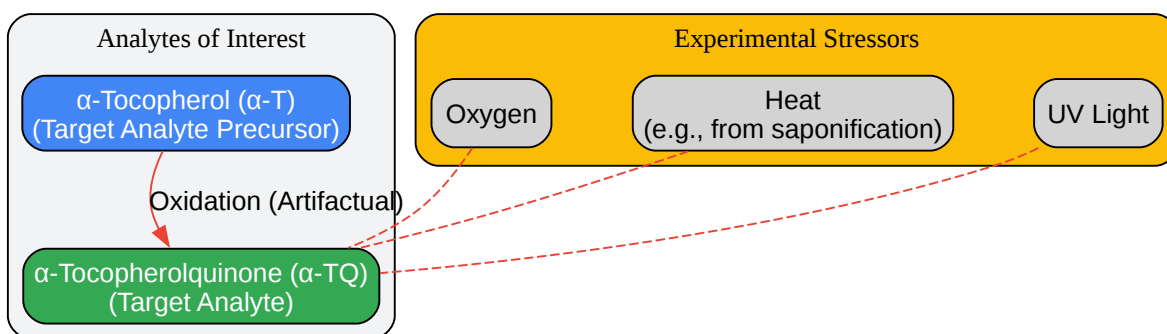 Analytes of Interest
Experimental Stressors
α-Tocopherol (α-T)
(Target Analyte Precursor)
Oxygen
Heat
(e.g., from saponification)
UV Light
Oxidation (Artifactual)
α-Tocopherolquinone (α-TQ)
(Target Analyte)